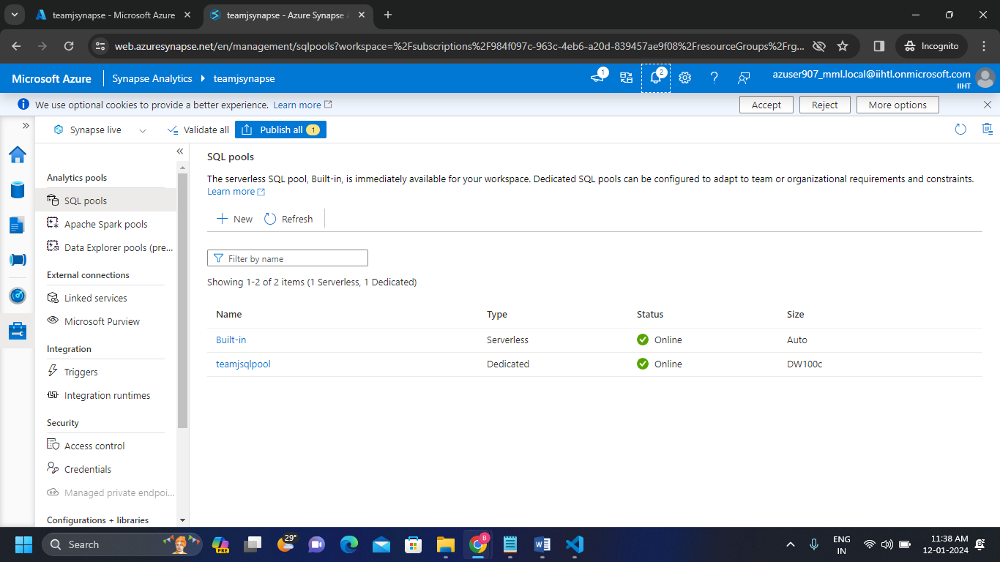 teamjsynapse - Microsoft Azure
teamjsynapse - Azure Synapse A
web.azuresynapse.net/en/management/sqlpools?workspace=%2Fsubscriptions%2F984f097c-963c-4eb6-a20d-839457ae9f08%2FresourceGroups%2Frg...
Incognito
Microsoft Azure
Synapse Analytics
teamjsynapse
1
2
azuser907_mml.local@iihtl.onmicrosoft.com
IIHT
We use optional cookies to provide a better experience. Learn more
Accept
Reject
More options
Synapse live
Validate all
Publish all 1
Analytics pools
SQL pools
Apache Spark pools
Data Explorer pools (pre...
External connections
Linked services
Microsoft Purview
Integration
Triggers
Integration runtimes
Security
Access control
Credentials
Managed private endpoi...
Configurations + libraries
SQL pools
The serverless SQL pool, Built-in, is immediately available for your workspace. Dedicated SQL pools can be configured to adapt to team or organizational requirements and constraints.
Learn more
New
Refresh
Filter by name
Showing 1-2 of 2 items (1 Serverless, 1 Dedicated)
Name Type Status Size
Built-in Serverless Online Auto
teamjsqlpool Dedicated Online DW100c
Search
PRE
29°
8
ENG
IN
11:38 AM
12-01-2024